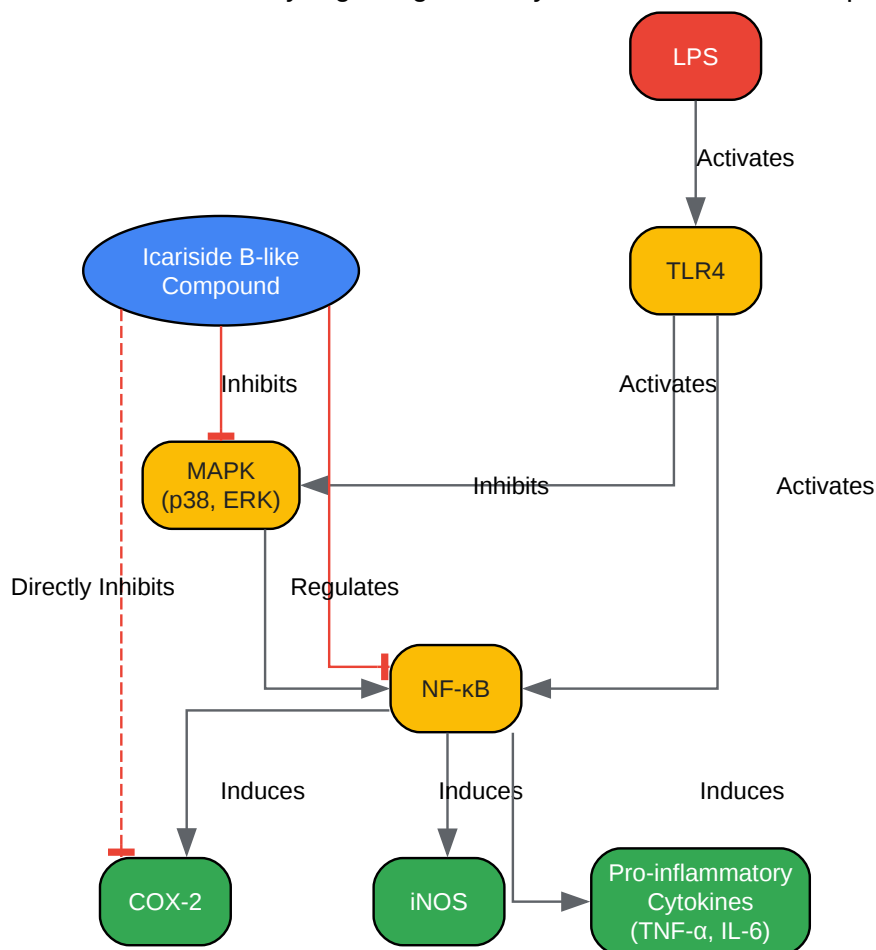 LPS
Activates
Icariside B-like
Compound
TLR4
Inhibits
Activates
MAPK
(p38, ERK)
Inhibits
Activates
Directly Inhibits
Regulates
NF-κB
Induces
Induces
Induces
COX-2
iNOS
Pro-inflammatory
Cytokines
(TNF-α, IL-6)